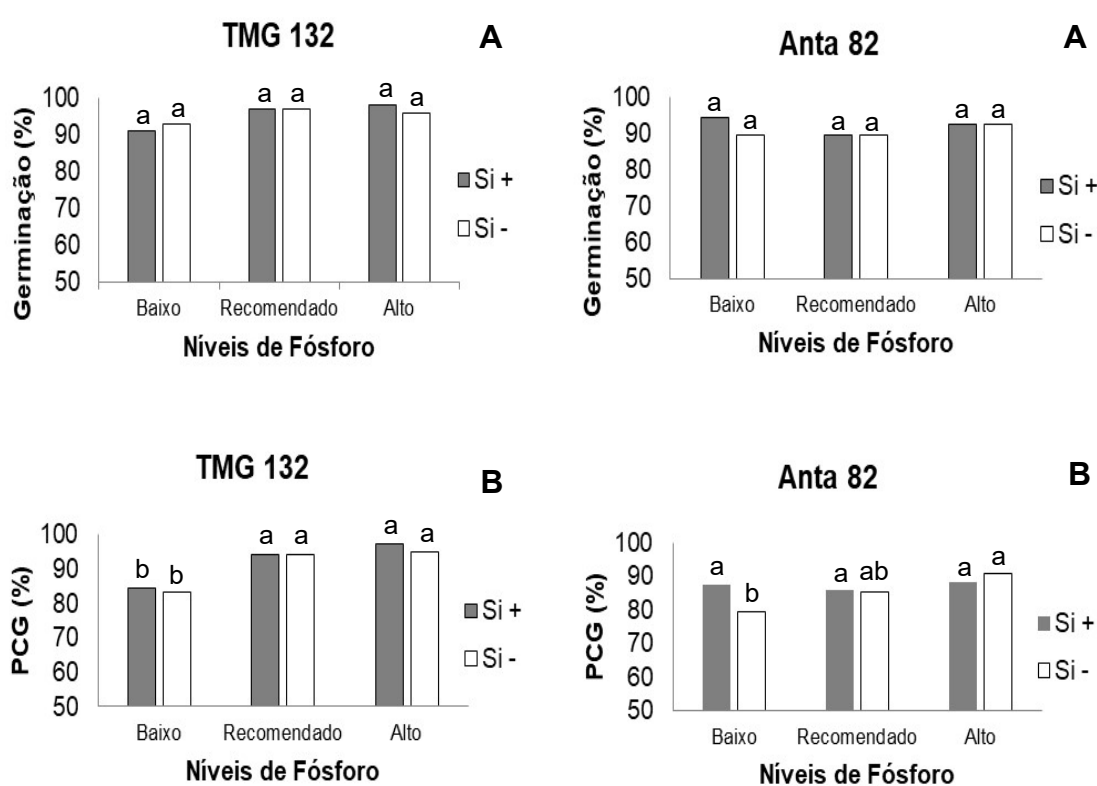 TMG 132 A
a a a a a a
100
90
80
70
60
50
Germinação (%)
Baixo Recomendado Alto
Níveis de Fósforo
Si +
Si -
Anta 82 A
a a a a a a
100
90
80
70
60
50
Germinação (%)
Baixo Recomendado Alto
Níveis de Fósforo
Si +
Si -
TMG 132 B
b b a a a a
100
90
80
70
60
50
PCG (%)
Baixo Recomendado Alto
Níveis de Fósforo
Si +
Si -
Anta 82 B
a b a ab a a
100
90
80
70
60
50
PCG (%)
Baixo Recomendado Alto
Níveis de Fósforo
Si +
Si -